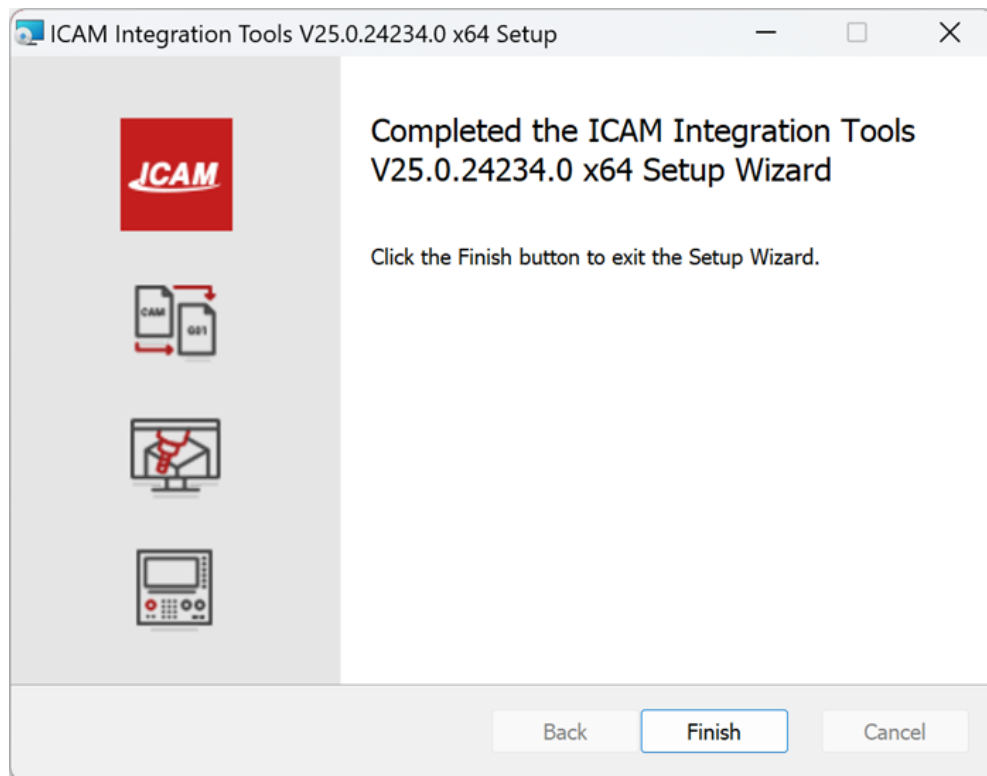 ICAM Integration Tools V25.0.24234.0 x64 Setup
ICAM
CAM
G01
Completed the ICAM Integration Tools
V25.0.24234.0 x64 Setup Wizard
Click the Finish button to exit the Setup Wizard.
Back
Finish
Cancel